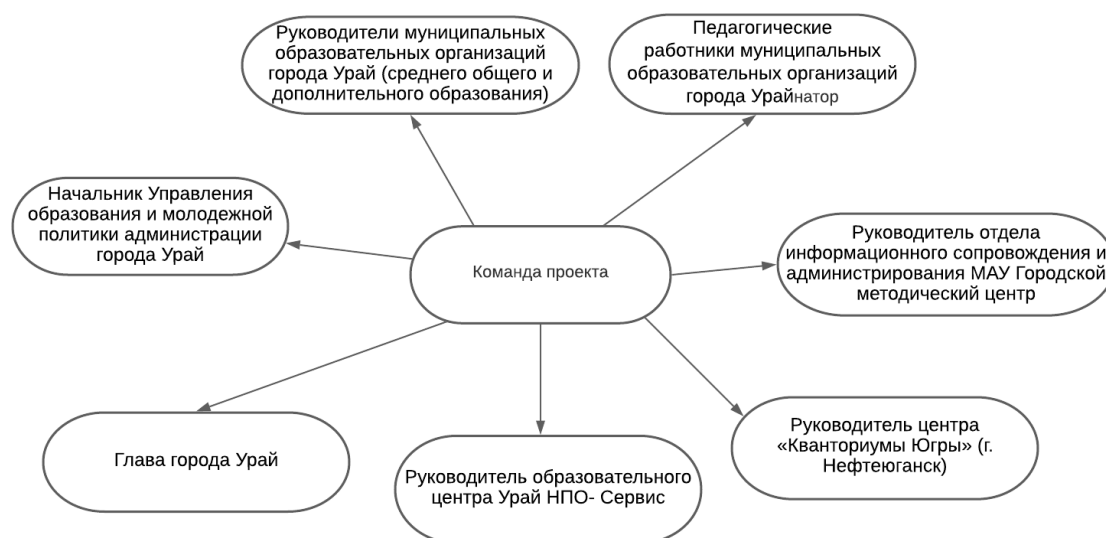 Руководители муниципальных
образовательных организаций
города Урай (среднего общего и
дополнительного образования)
Педагогические
работники муниципальных
образовательных организаций
города Урайнатор
Начальник Управления
образования и молодежной
политики администрации
города Урай
Команда проекта
Руководитель отдела
информационного сопровождения и
администрирования МАУ Городской
методический центр
Глава города Урай
Руководитель образовательного
центра Урай НПО- Сервис
Руководитель центра
«Кванториумы Югры» (г.
Нефтеюганск)